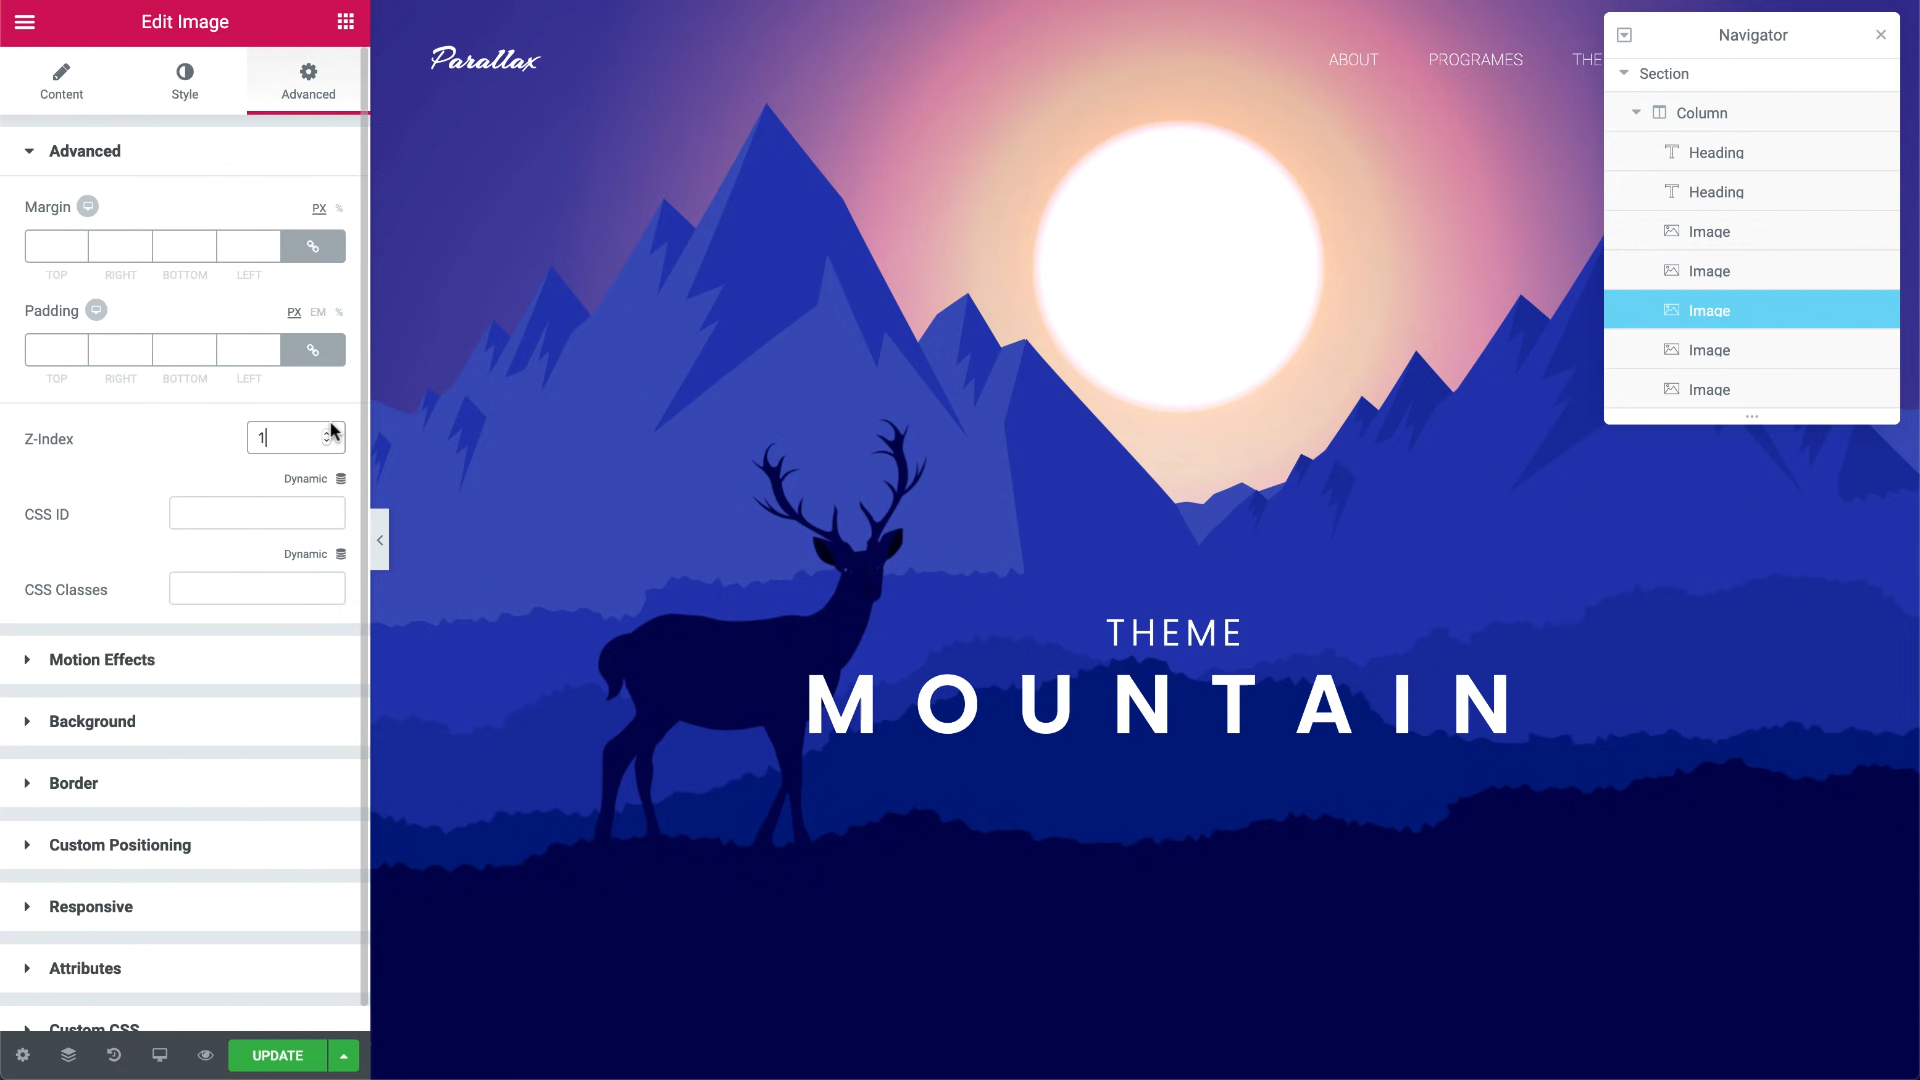 Edit Image
Content
Style
Advanced
Advanced
Margin
PX %
TOP RIGHT BOTTOM LEFT
Padding
PX EM %
TOP RIGHT BOTTOM LEFT
Z-Index
1
Dynamic
CSS ID
Dynamic
CSS Classes
Motion Effects
Background
Border
Custom Positioning
Responsive
Attributes
Custom CSS
UPDATE
Parallax
ABOUT PROGRAMES THE
THEME
MOUNTAIN
Navigator
Section
Column
Heading
Heading
Image
Image
Image
Image
Image